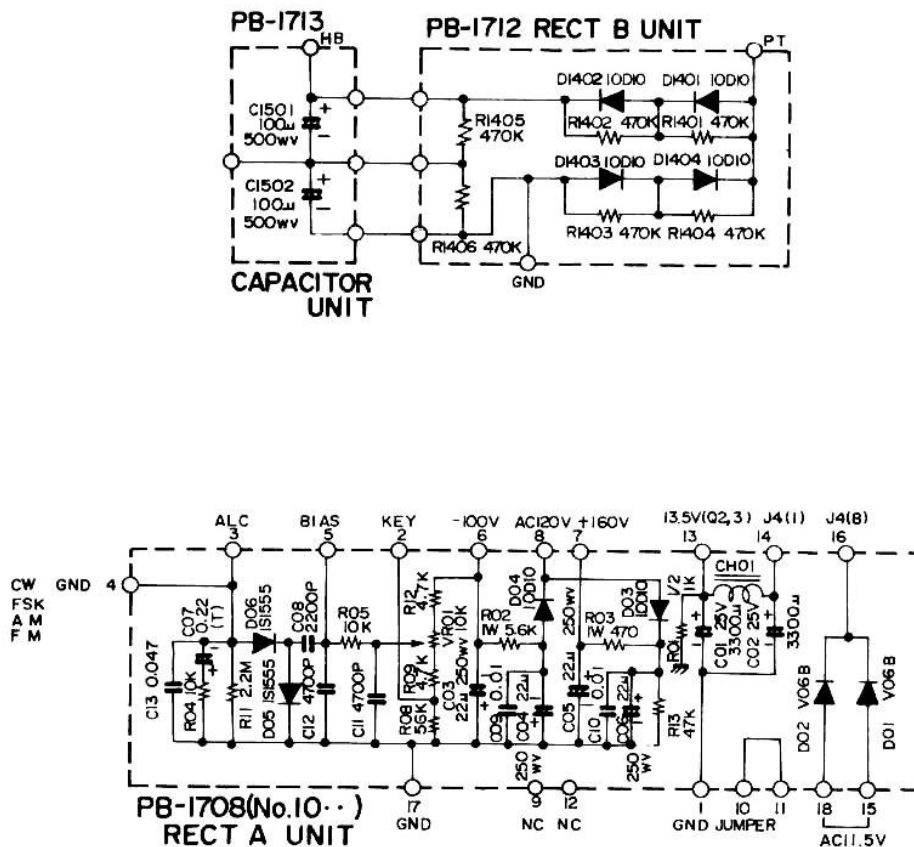 PB-1713
HB
C1501
100μ
500WV
C1502
100μ
500WV
CAPACITOR
UNIT
PB-1712 RECT B UNIT
PT
D1402 10D10
D1401 10D10
R1402 470K
R1401 470K
R1405
470K
D1403 10D10
D1404 10D10
R1403 470K
R1404 470K
R1406 470K
GND
ALC
3
BIAS
5
KEY
2
-100V
6
AC120V
8
+160V
7
13.5V(Q2,3)
13
J4(1)
14
J4(8)
16
CW
FSK
AM
FM
GND 4
C13 0.047
C07
0.22
(T)
R04
10K
R11 2.2M
D06
1S1555
D05 1S1555
C08
2200P
C12 4700P
R05
10K
C11 4700P
R12
4.7K
VR01
10K
R09
4.7K
R08
56K
C03
22μ 250WV
R02
1W 5.6K
C09
0.01
C04
22μ
250
WV
D04
10D10
C05
22μ
250WV
R03
1W 470
C10
0.01
C06
22μ
250
WV
D03
10D10
R13
47K
R01
1/2
1K
CH01
C01 25V
3300μ
C02 25V
3300μ
D02
V06B
D01
V06B
PB-1708(No.10··)
RECT A UNIT
17
GND
9
NC
12
NC
1
GND
10
11
JUMPER
18
15
AC11.5V